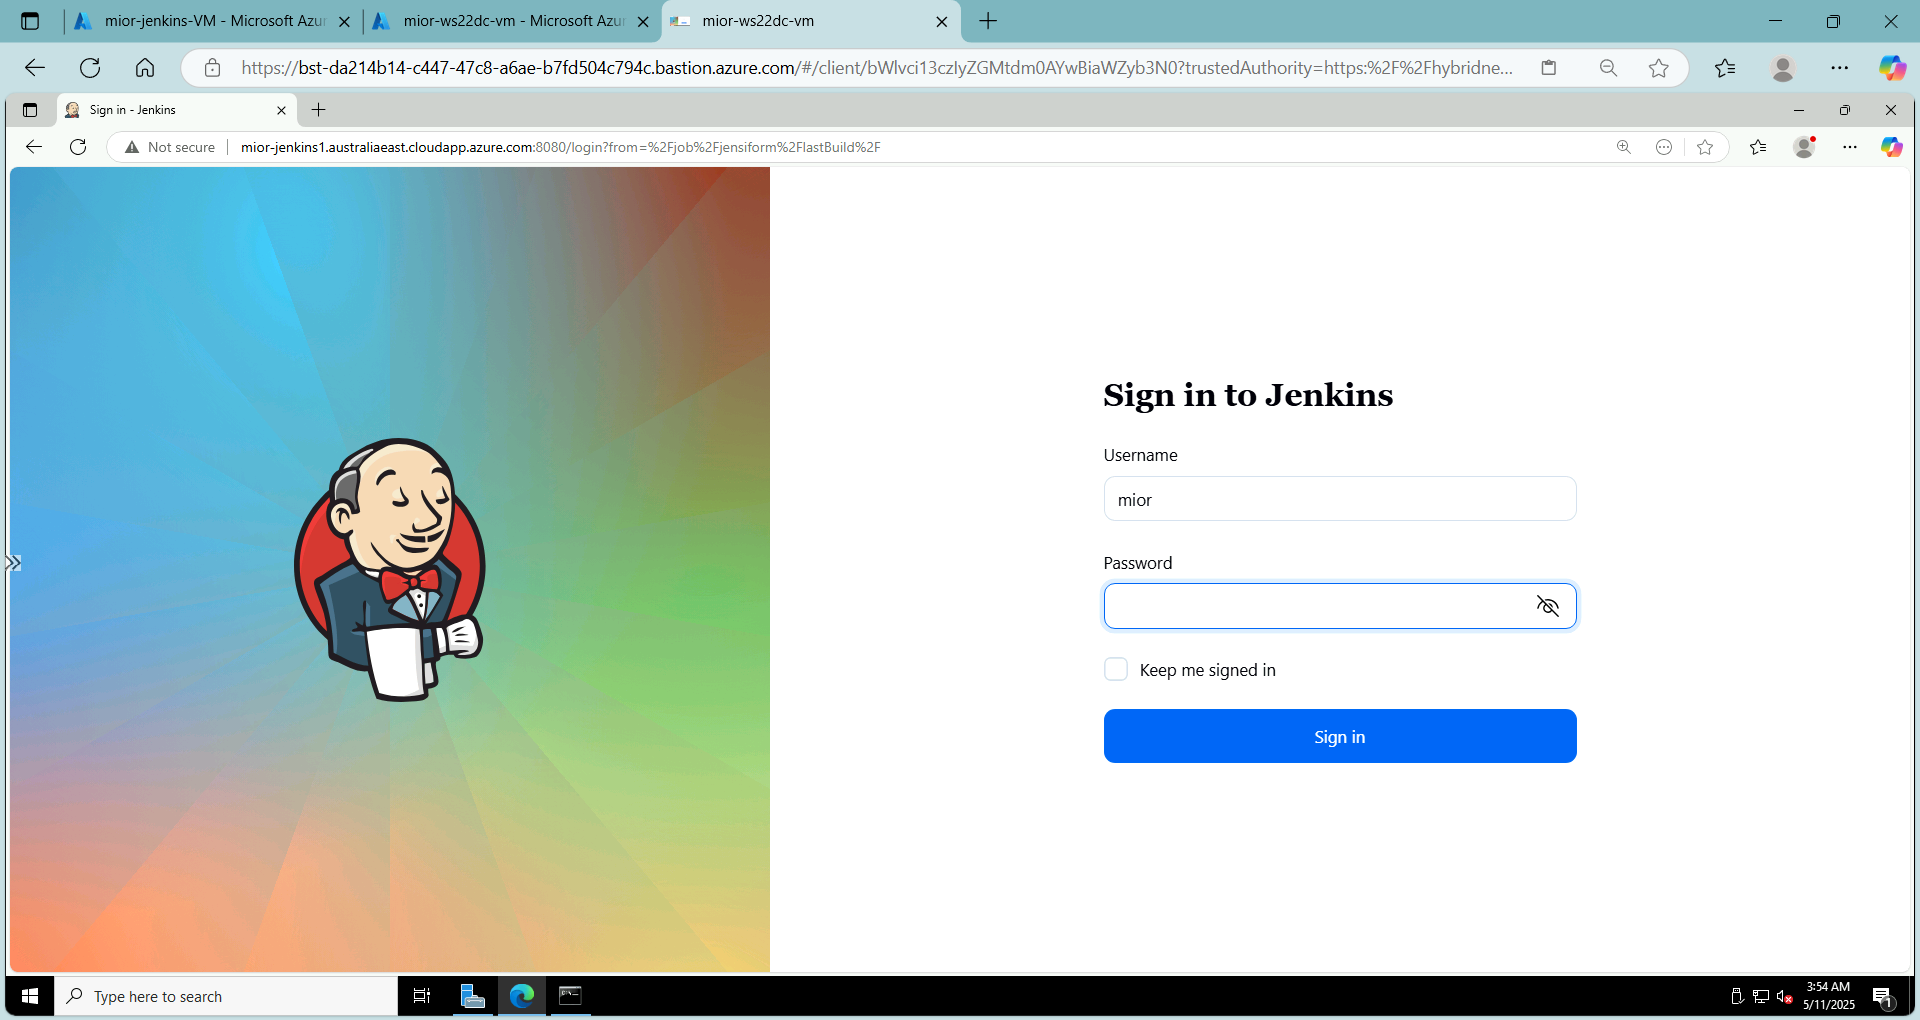 mior-jenkins-VM - Microsoft Azur
mior-ws22dc-vm - Microsoft Azur
mior-ws22dc-vm
https://bst-da214b14-c447-47c8-a6ae-b7fd504c794c.bastion.azure.com/#/client/bWlvci13czIyZGMtdm0AYwBiaWZyb3N0?trustedAuthority=https:%2F%2Fhybridne...
Sign in - Jenkins
Not secure
mior-jenkins1.australiaeast.cloudapp.azure.com:8080/login?from=%2Fjob%2Fjensiform%2FlastBuild%2F
Sign in to Jenkins
Username
mior
Password
Keep me signed in
Sign in
Type here to search
3:54 AM
5/11/2025
1